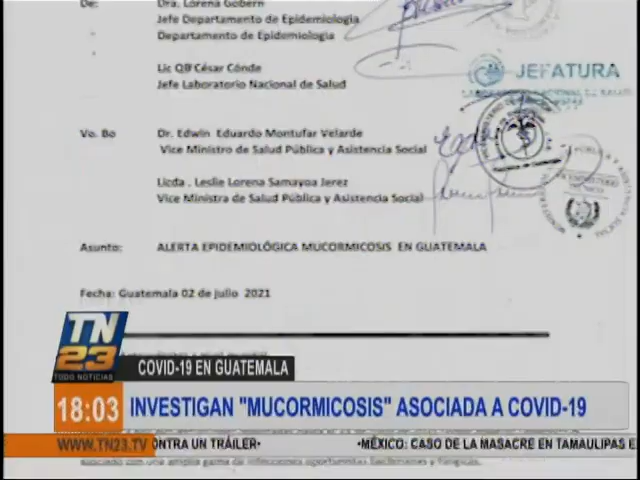 De: Dra. Lorena Gobern
Jefe Departamento de Epidemiología
Departamento de Epidemiología
Lic QB César Conde
Jefe Laboratorio Nacional de Salud
JEFATURA
Vo. Bo Dr. Edwin Eduardo Montufar Velarde
Vice Ministro de Salud Pública y Asistencia Social
Licda. Leslie Lorena Samayoa Jerez
Vice Ministra de Salud Pública y Asistencia Social
Asunto: ALERTA EPIDEMIOLÓGICA MUCORMICOSIS EN GUATEMALA
Fecha: Guatemala 02 de julio 2021
TN
23
TODO NOTICIAS
COVID-19 EN GUATEMALA
18:03 INVESTIGAN "MUCORMICOSIS" ASOCIADA A COVID-19
WWW.TN23.TV ONTRA UN TRÁILER• •MÉXICO: CASO DE LA MASACRE EN TAMAULIPAS E